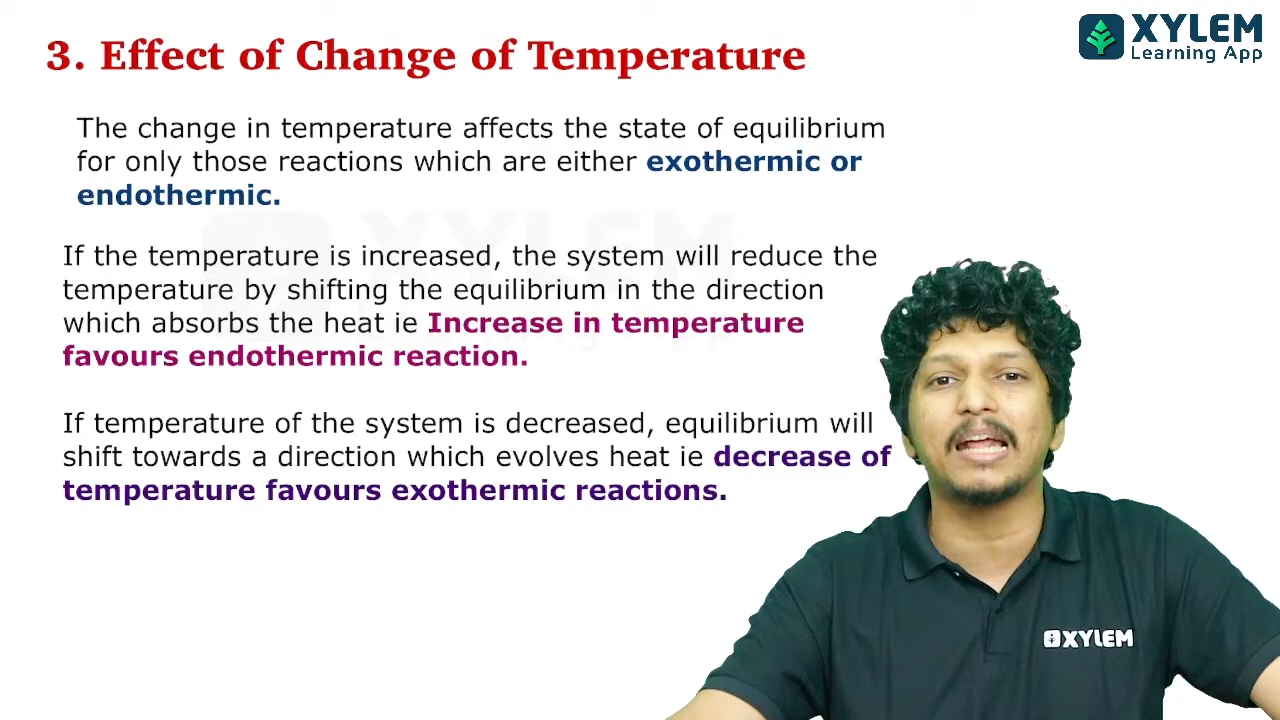 3. Effect of Change of Temperature
XYLEM
Learning App
The change in temperature affects the state of equilibrium
for only those reactions which are either exothermic or
endothermic.
XYLEM
Learning App
If the temperature is increased, the system will reduce the
temperature by shifting the equilibrium in the direction
which absorbs the heat ie Increase in temperature
favours endothermic reaction.
If temperature of the system is decreased, equilibrium will
shift towards a direction which evolves heat ie decrease of
temperature favours exothermic reactions.
XYLEM